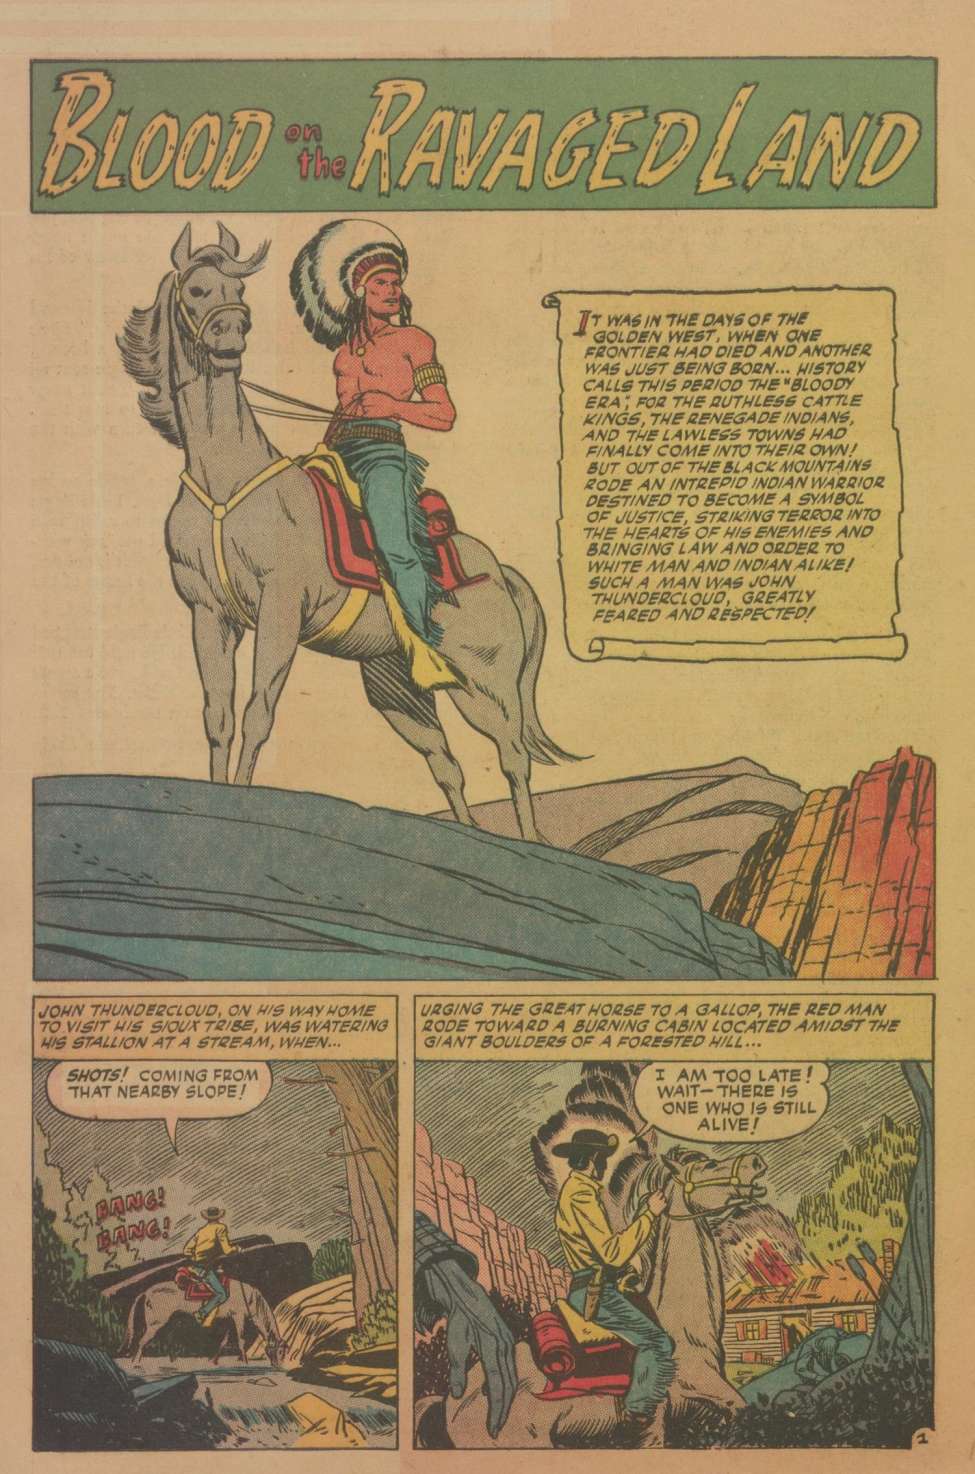 BLOOD on the RAVAGED LAND
IT WAS IN THE DAYS OF THE
GOLDEN WEST, WHEN ONE
FRONTIER HAD DIED AND ANOTHER
WAS JUST BEING BORN... HISTORY
CALLS THIS PERIOD THE "BLOODY
ERA", FOR THE RUTHLESS CATTLE
KINGS, THE RENEGADE INDIANS,
AND THE LAWLESS TOWNS HAD
FINALLY COME INTO THEIR OWN!
BUT OUT OF THE BLACK MOUNTAINS
RODE AN INTREPID INDIAN WARRIOR
DESTINED TO BECOME A SYMBOL
OF JUSTICE, STRIKING TERROR INTO
THE HEARTS OF HIS ENEMIES AND
BRINGING LAW AND ORDER TO
WHITE MAN AND INDIAN ALIKE!
SUCH A MAN WAS JOHN
THUNDERCLOUD, GREATLY
FEARED AND RESPECTED!
JOHN THUNDERCLOUD, ON HIS WAY HOME
TO VISIT HIS SIOUX TRIBE, WAS WATERING
HIS STALLION AT A STREAM, WHEN...
SHOTS! COMING FROM
THAT NEARBY SLOPE!
BANG!
BANG!
URGING THE GREAT HORSE TO A GALLOP, THE RED MAN
RODE TOWARD A BURNING CABIN LOCATED AMIDST THE
GIANT BOULDERS OF A FORESTED HILL...
I AM TOO LATE!
WAIT-THERE IS
ONE WHO IS STILL
ALIVE!
1